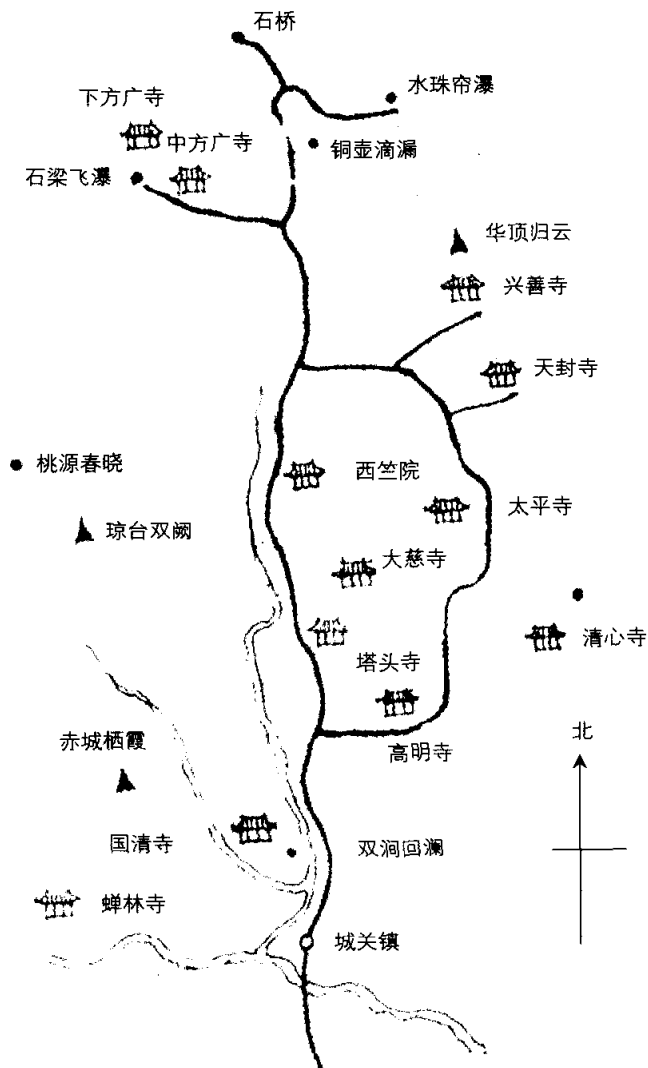 石桥
水珠帘瀑
下方广寺
中方广寺
铜壶滴漏
石梁飞瀑
华顶归云
兴善寺
天封寺
桃源春晓
西竺院
太平寺
琼台双阙
大慈寺
清心寺
塔头寺
北
赤城栖霞
高明寺
国清寺
双涧回澜
蝉林寺
城关镇